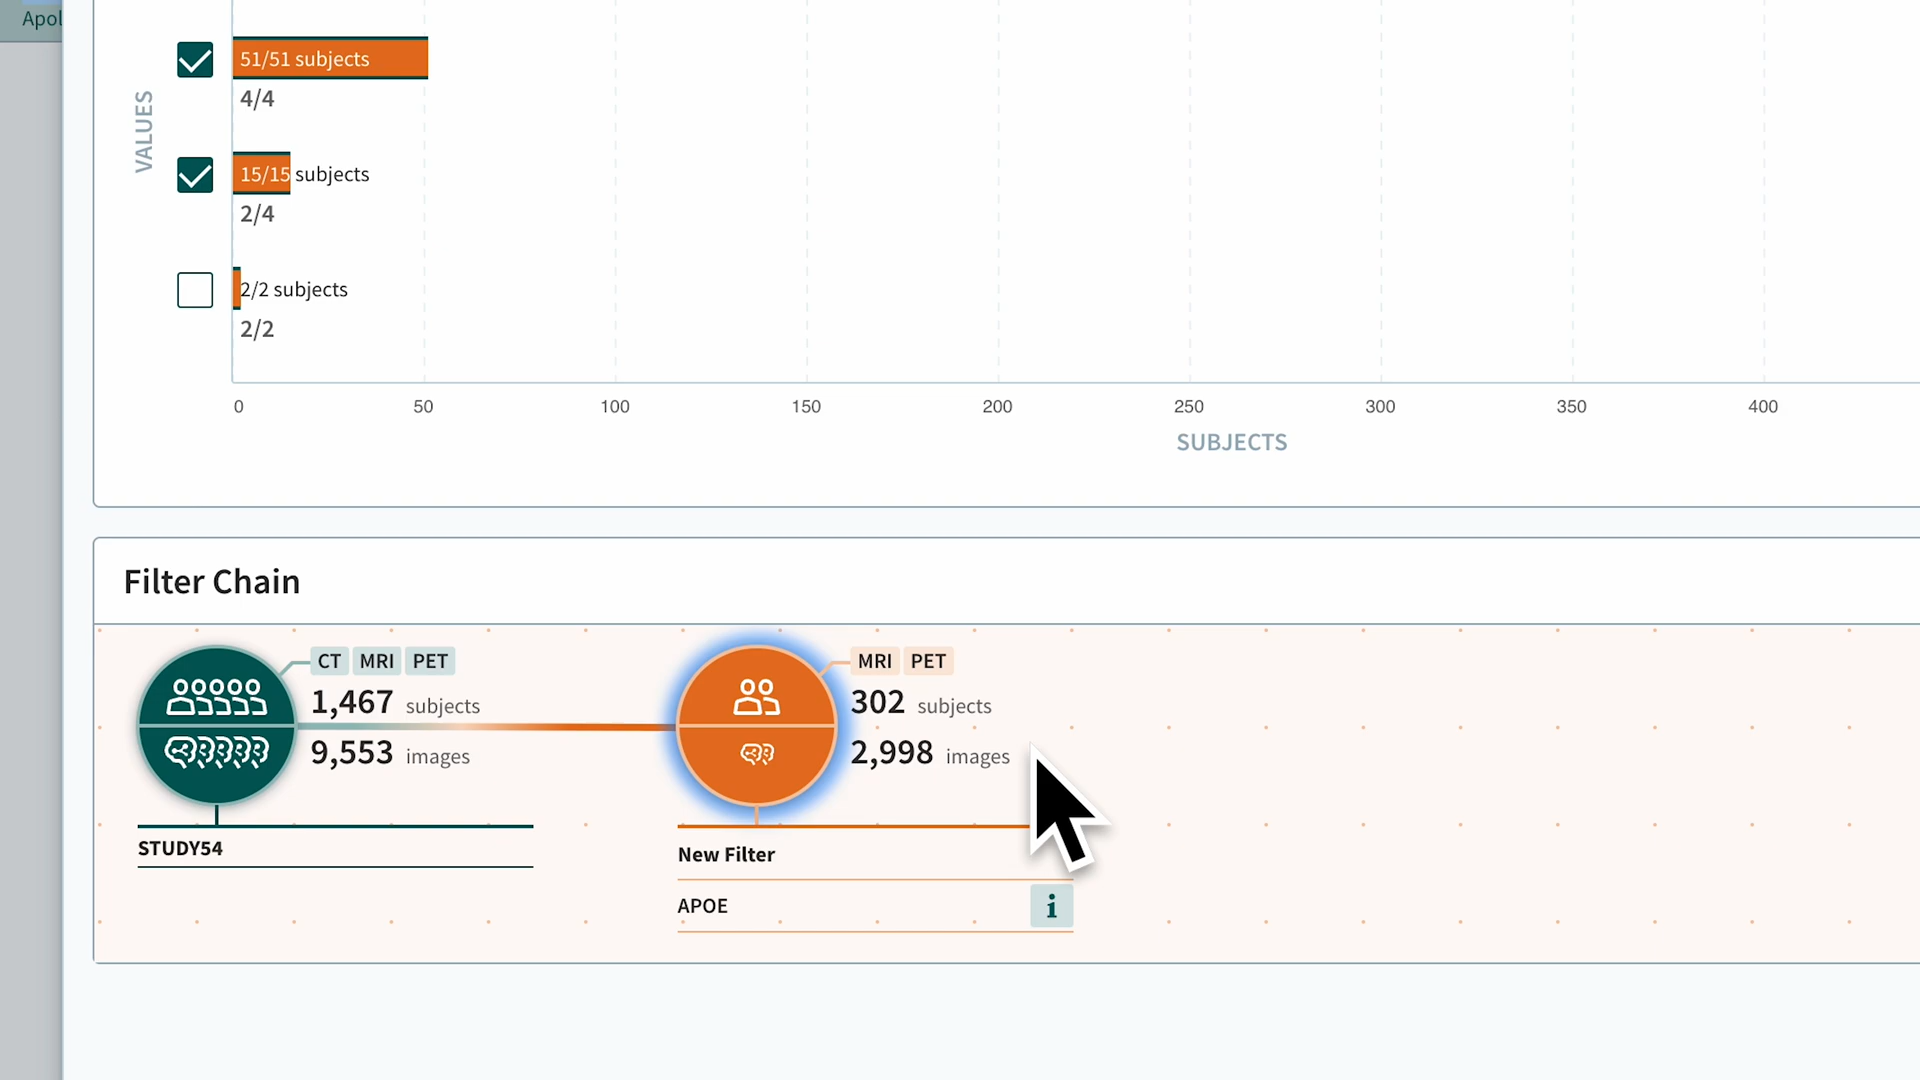 Apol
VALUES
51/51 subjects
4/4
15/15 subjects
2/4
2/2 subjects
2/2
0 50 100 150 200 250 300 350 400
SUBJECTS
Filter Chain
CT MRI PET
1,467 subjects
9,553 images
STUDY54
MRI PET
302 subjects
2,998 images
New Filter
APOE
i